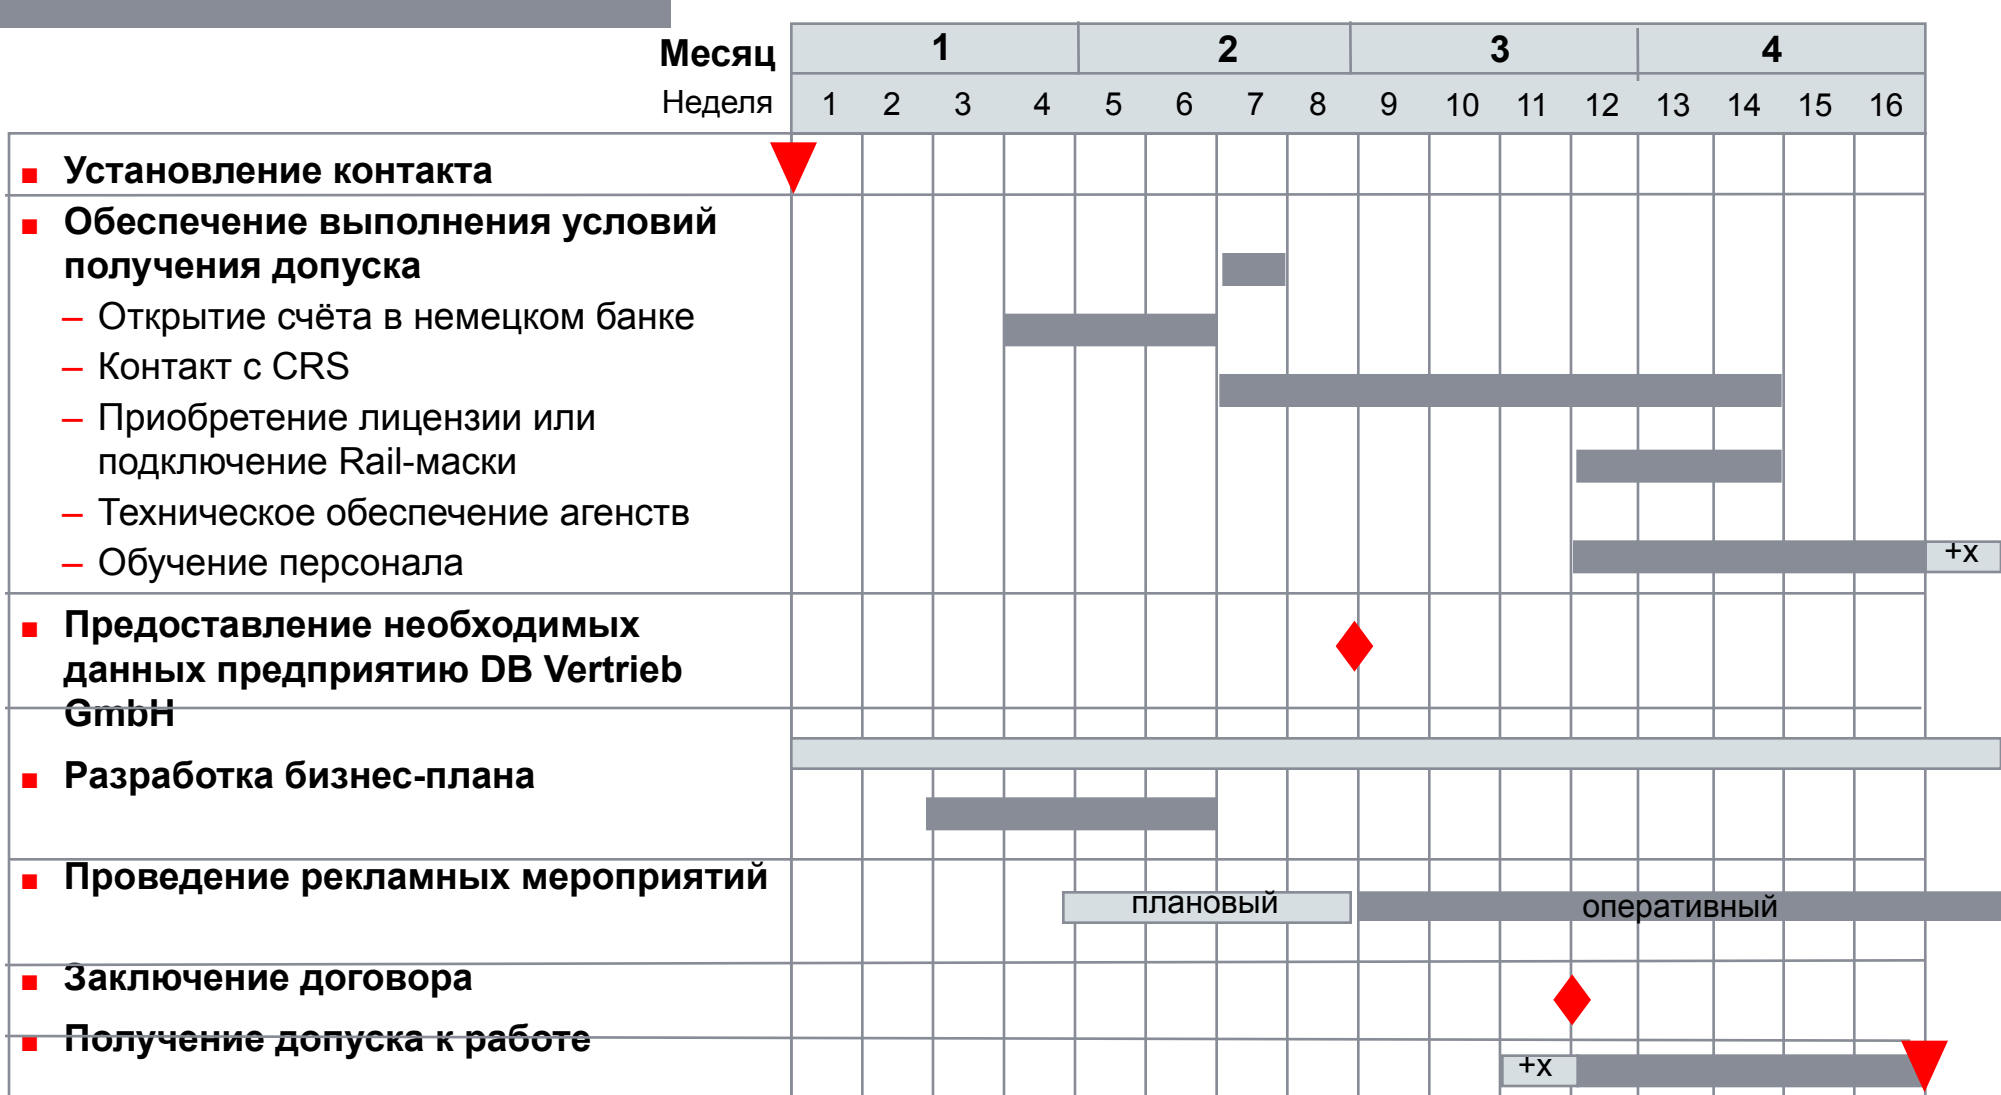 Месяц 1 2 3 4
Неделя 1 2 3 4 5 6 7 8 9 10 11 12 13 14 15 16
Установление контакта
Обеспечение выполнения условий
получения допуска
– Открытие счёта в немецком банке
– Контакт с CRS
– Приобретение лицензии или
подключение Rail-маски
– Техническое обеспечение агенств
– Обучение персонала
+x
Предоставление необходимых
данных предприятию DB Vertrieb
GmbH
Разработка бизнес-плана
Проведение рекламных мероприятий
плановый оперативный
Заключение договора
Получение допуска к работе
+x